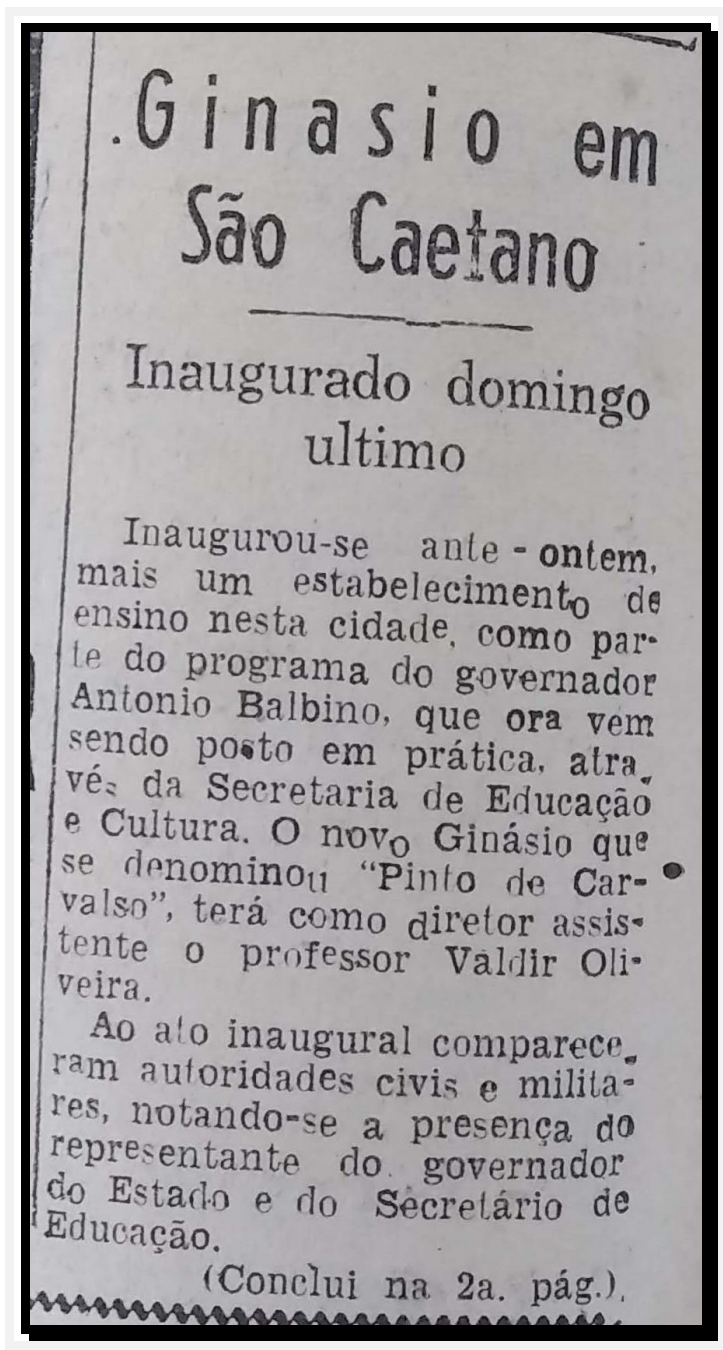 Ginasio em
São Caetano
Inaugurado domingo
ultimo
Inaugurou-se ante-ontem,
mais um estabelecimento de
ensino nesta cidade, como par-
te do programa do governador
Antonio Balbino, que ora vem
sendo posto em prática, atra-
vés da Secretaria de Educação
e Cultura. O novo Ginásio que
se denominou "Pinto de Car-
valso", terá como diretor assis-
tente o professor Valdir Oli-
veira.
Ao ato inaugural comparece-
ram autoridades civis e milita-
res, notando-se a presença do
representante do governador
do Estado e do Secretário de
Educação.
(Conclui na 2a. pág.).